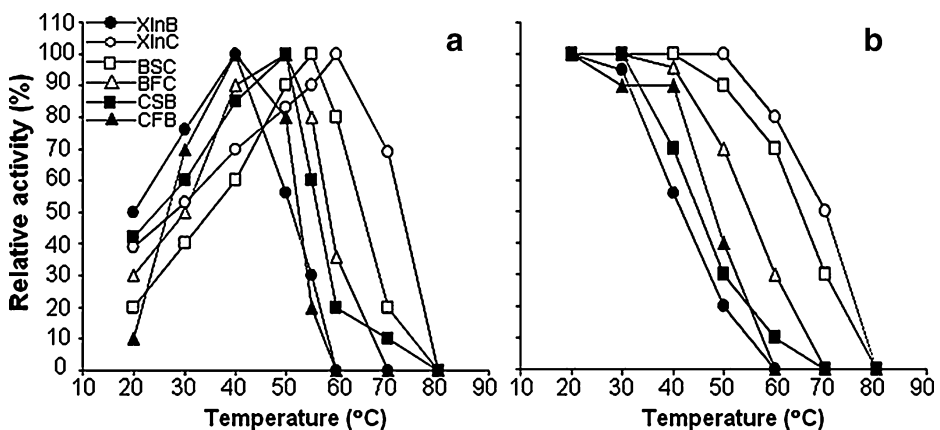 110
100
90
80
70
60
50
40
30
20
10
0
Relative activity (%)
XlnB
XlnC
BSC
BFC
CSB
CFB
a
10 20 30 40 50 60 70 80 90
Temperature (°C)
b
10 20 30 40 50 60 70 80 90
Temperature (°C)